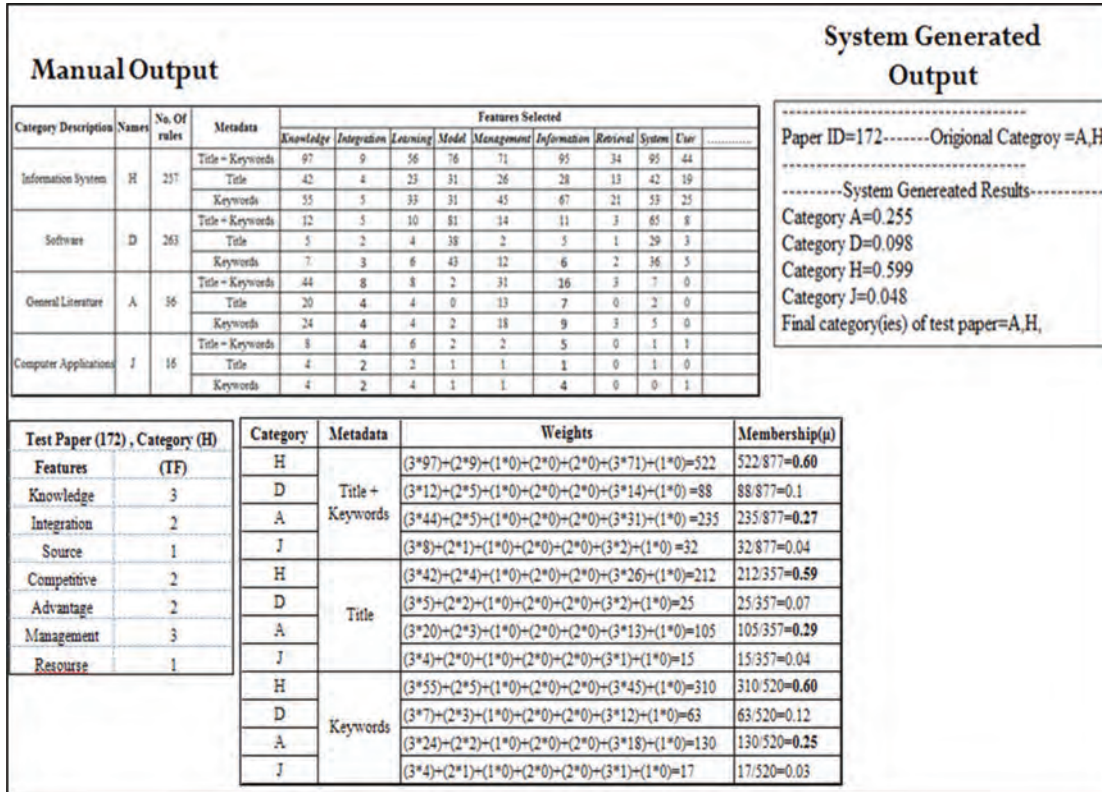 Manual Output
System Generated
Output
Category Description Names No. Of rules Metadata Features Selected
Knowledge Integration Learning Model Management Information Retrieval System User .............
Information System H 257 Title + Keywords 97 9 56 76 71 95 34 95 44
Title 42 4 23 31 26 28 13 42 19
Keywords 55 5 33 31 45 67 21 53 25
Software D 263 Title + Keywords 12 5 10 81 14 11 3 65 8
Title 5 2 4 38 2 5 1 29 3
Keywords 7 3 6 43 12 6 2 36 5
General Literature A 36 Title + Keywords 44 8 8 2 31 16 3 7 0
Title 20 4 4 0 13 7 0 2 0
Keywords 24 4 4 2 18 9 3 5 0
Computer Applications J 16 Title + Keywords 8 4 6 2 2 5 0 1 1
Title 4 2 2 1 1 1 0 1 0
Keywords 4 2 4 1 1 4 0 0 1
-----------------------------------
Paper ID=172-------Origional Categroy =A,H
-----------------------------------
---------System Genereated Results-----------
Category A=0.255
Category D=0.098
Category H=0.599
Category J=0.048
Final category(ies) of test paper=A,H,
Test Paper (172) , Category (H)
Features (TF)
Knowledge 3
Integration 2
Source 1
Competitive 2
Advantage 2
Management 3
Resourse 1
Category Metadata Weights Membership(μ)
H Title + Keywords (3*97)+(2*9)+(1*0)+(2*0)+(2*0)+(3*71)+(1*0)=522 522/877=0.60
D (3*12)+(2*5)+(1*0)+(2*0)+(2*0)+(3*14)+(1*0) =88 88/877=0.1
A (3*44)+(2*5)+(1*0)+(2*0)+(2*0)+(3*31)+(1*0) =235 235/877=0.27
J (3*8)+(2*1)+(1*0)+(2*0)+(2*0)+(3*2)+(1*0) =32 32/877=0.04
H Title (3*42)+(2*4)+(1*0)+(2*0)+(2*0)+(3*26)+(1*0)=212 212/357=0.59
D (3*5)+(2*2)+(1*0)+(2*0)+(2*0)+(3*2)+(1*0)=25 25/357=0.07
A (3*20)+(2*3)+(1*0)+(2*0)+(2*0)+(3*13)+(1*0)=105 105/357=0.29
J (3*4)+(2*0)+(1*0)+(2*0)+(2*0)+(3*1)+(1*0)=15 15/357=0.04
H Keywords (3*55)+(2*5)+(1*0)+(2*0)+(2*0)+(3*45)+(1*0)=310 310/520=0.60
D (3*7)+(2*3)+(1*0)+(2*0)+(2*0)+(3*12)+(1*0)=63 63/520=0.12
A (3*24)+(2*2)+(1*0)+(2*0)+(2*0)+(3*18)+(1*0)=130 130/520=0.25
J (3*4)+(2*1)+(1*0)+(2*0)+(2*0)+(3*1)+(1*0)=17 17/520=0.03